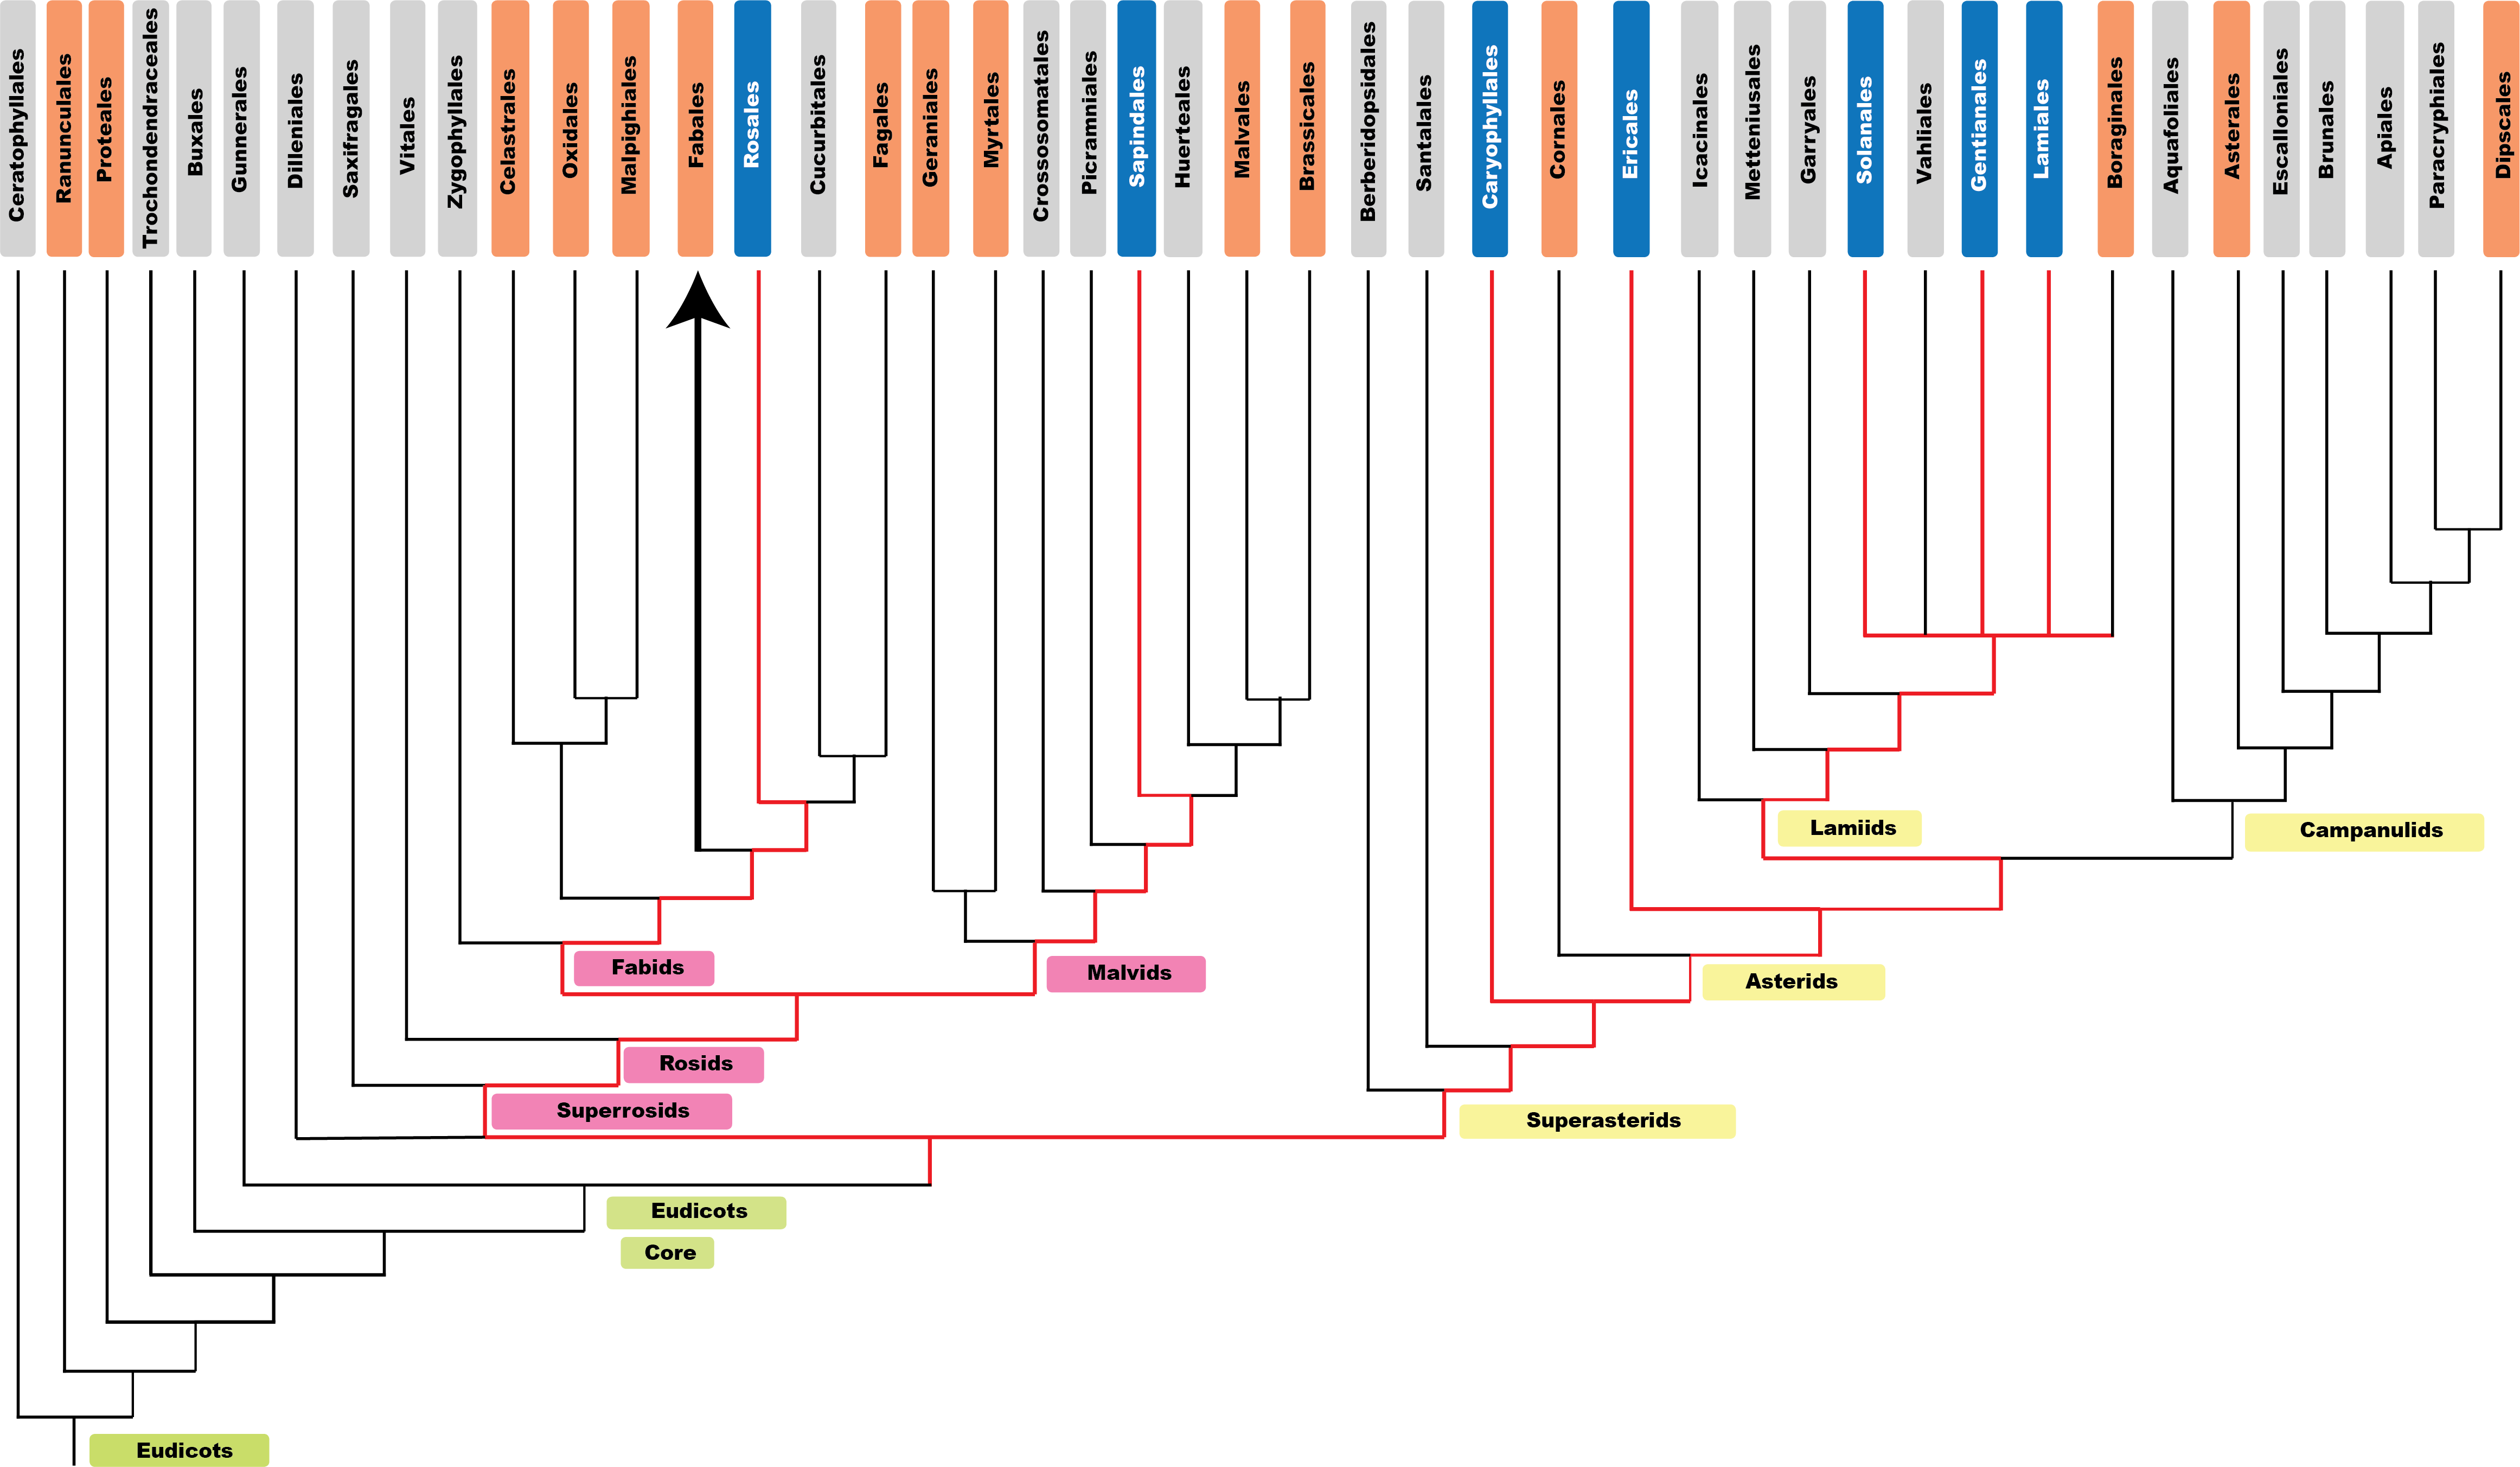 Ceratophyllales
Ranunculales
Proteales
Trochondendraceales
Buxales
Gunnerales
Dilleniales
Saxifragales
Vitales
Zygophyllales
Celastrales
Oxidales
Malpighiales
Fabales
Rosales
Cucurbitales
Fagales
Geraniales
Myrtales
Crossosomatales
Picramniales
Sapindales
Huerteales
Malvales
Brassicales
Berberidopsidales
Santalales
Caryophyllales
Cornales
Ericales
Icacinales
Metteniusales
Garryales
Solanales
Vahliales
Gentianales
Lamiales
Boraginales
Aquafoliales
Asterales
Escalloniales
Brunales
Apiales
Paracryphiales
Dipscales
Lamiids
Campanulids
Fabids
Malvids
Asterids
Rosids
Superrosids
Superasterids
Eudicots
Core
Eudicots